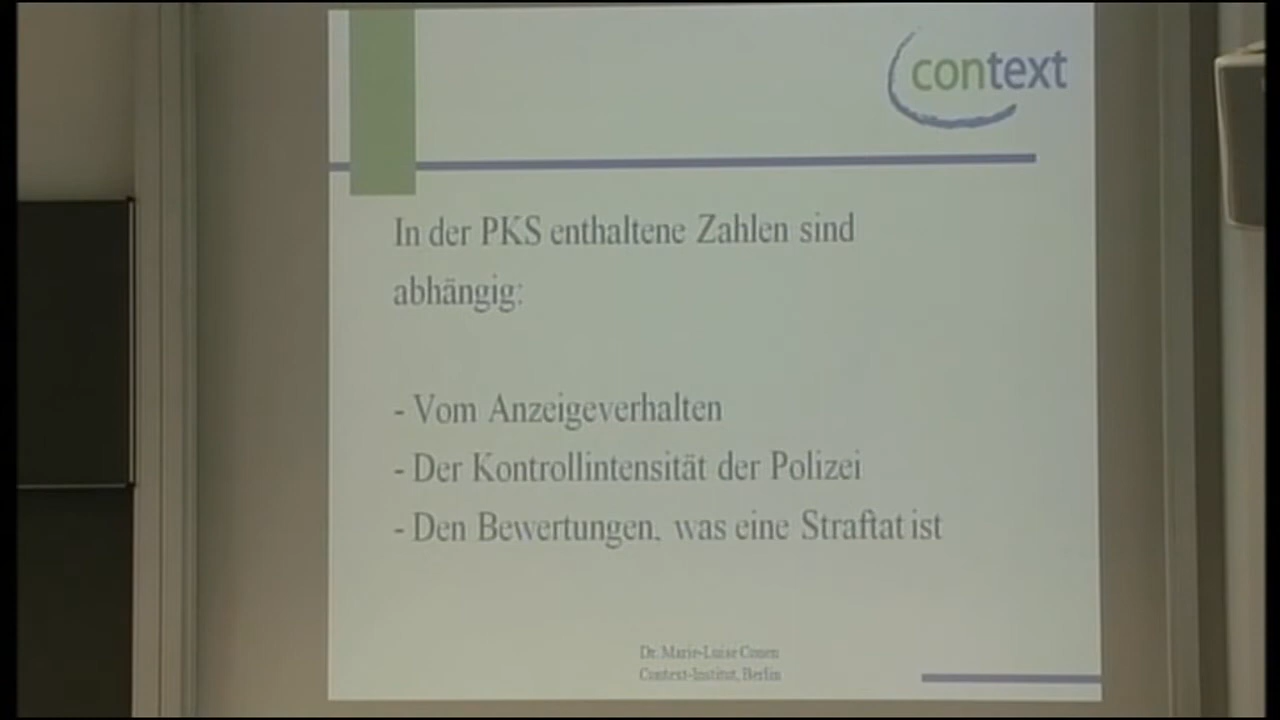 context
In der PKS enthaltene Zahlen sind
abhängig:
- Vom Anzeigeverhalten
- Der Kontrollintensität der Polizei
- Den Bewertungen, was eine Straftat ist
Dr. Marie-Luise Conen
Context-Institut, Berlin